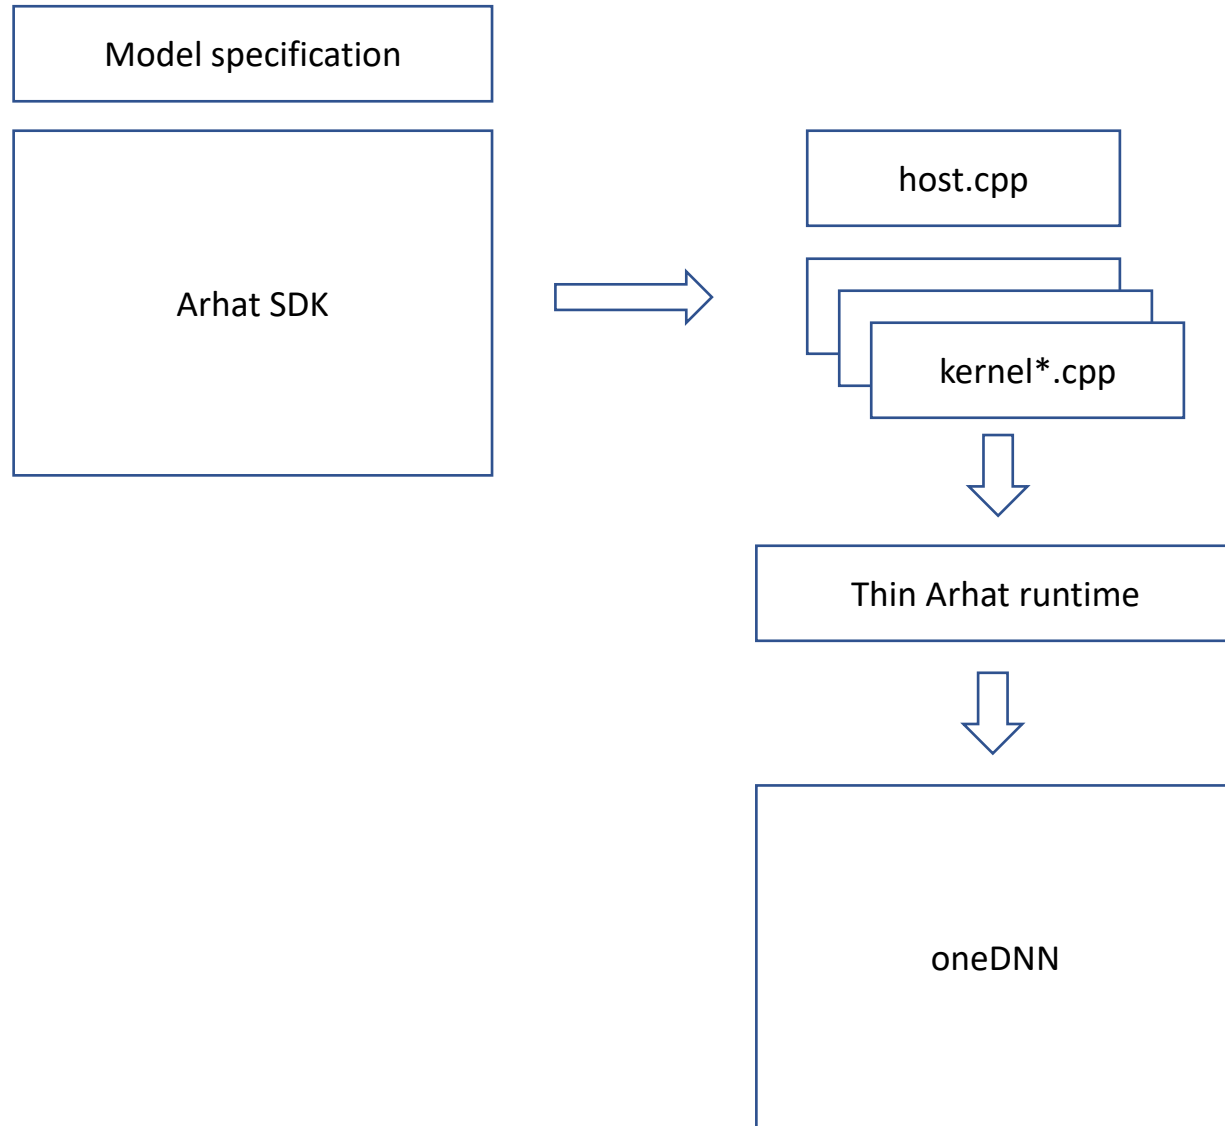 Model specification
Arhat SDK
host.cpp
kernel*.cpp
Thin Arhat runtime
oneDNN